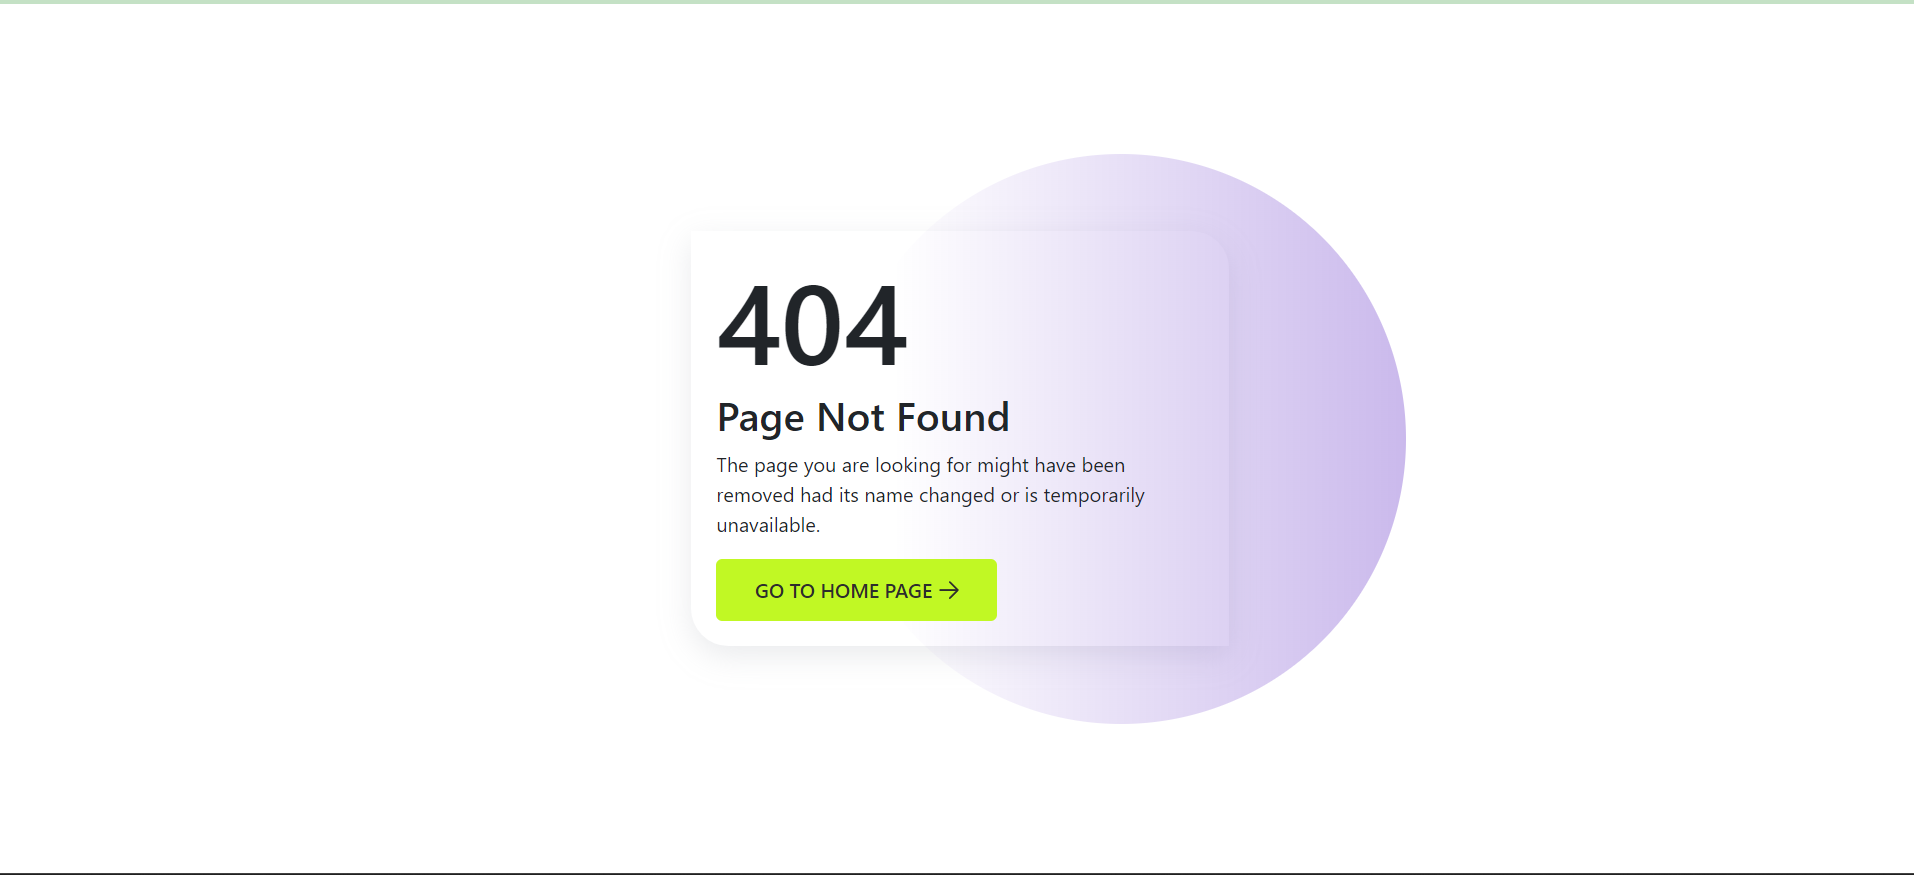 404
Page Not Found
The page you are looking for might have been
removed had its name changed or is temporarily
unavailable.
GO TO HOME PAGE →